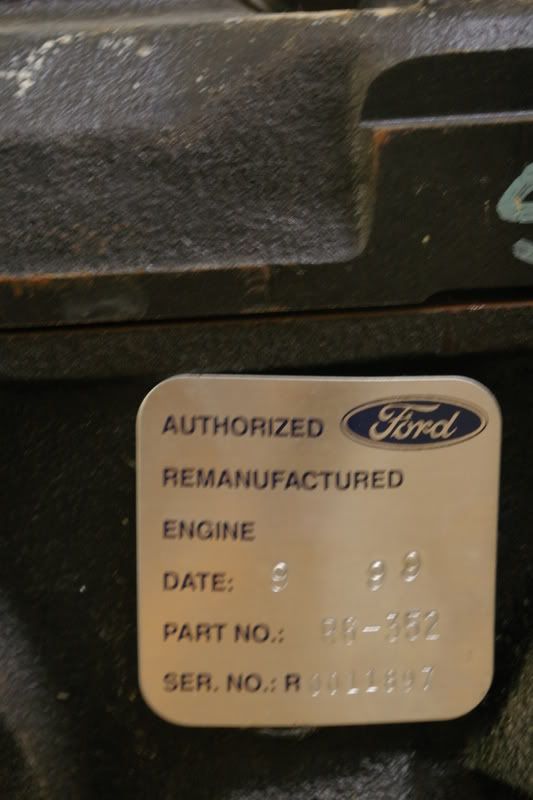 AUTHORIZED Ford
REMANUFACTURED
ENGINE
DATE: 9 99
PART NO.:
SER. NO.: R